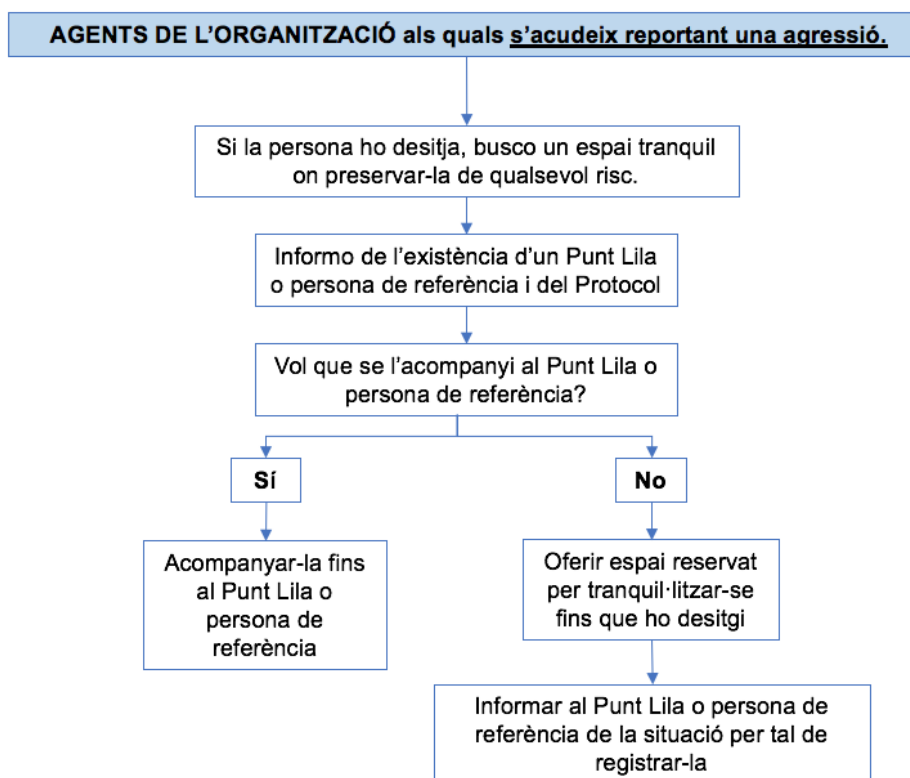 AGENTS DE L’ORGANITZACIÓ als quals s’acudeix reportant una agressió.
Si la persona ho desitja, busco un espai tranquil
on preservar-la de qualsevol risc.
Informo de l’existència d’un Punt Lila
o persona de referència i del Protocol
Vol que se l’acompanyi al Punt Lila o
persona de referència?
Sí
No
Acompanyar-la fins
al Punt Lila o
persona de
referència
Oferir espai reservat
per tranquil·litzar-se
fins que ho desitgi
Informar al Punt Lila o persona de
referència de la situació per tal de
registrar-la